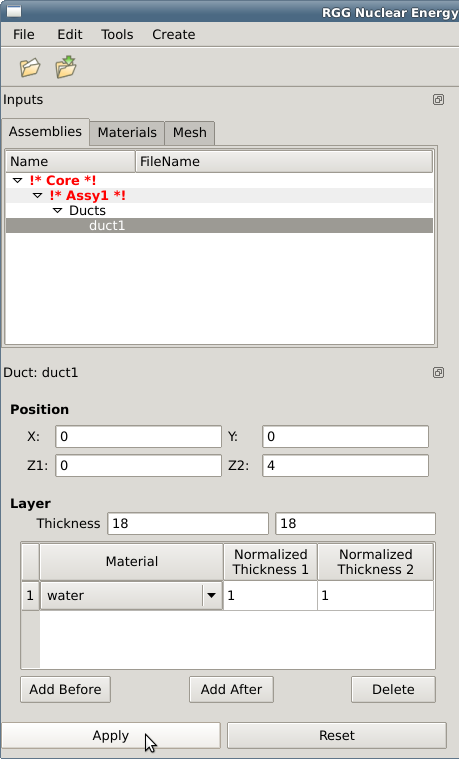 RGG Nuclear Energy
File Edit Tools Create
Inputs
Assemblies Materials Mesh
Name FileName
!* Core *!
!* Assy1 *!
Ducts
duct1
Duct: duct1
Position
X: 0 Y: 0
Z1: 0 Z2: 4
Layer
Thickness 18 18
Material Normalized Thickness 1 Normalized Thickness 2
1 water 1 1
Add Before Add After Delete
Apply Reset